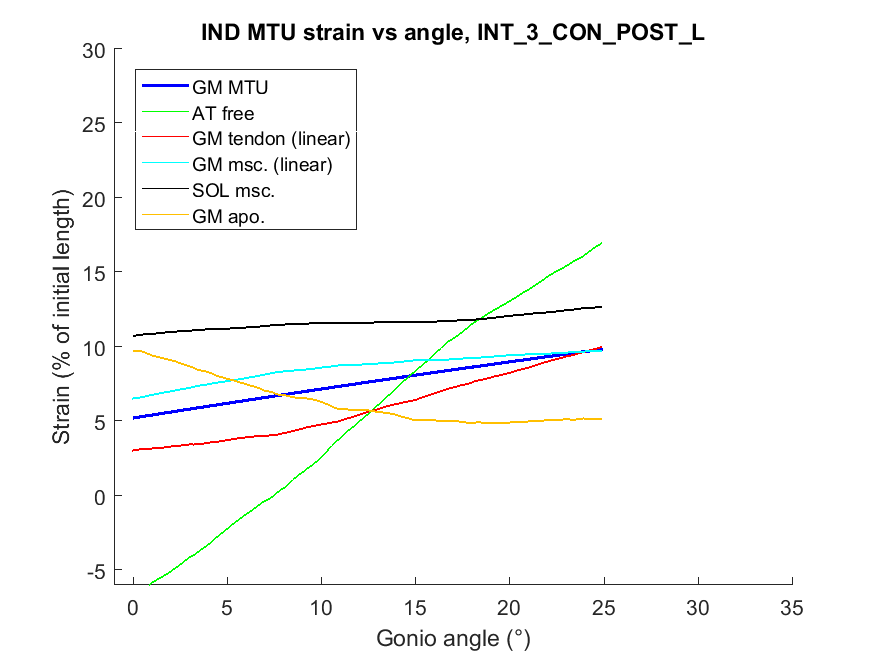 IND MTU strain vs angle, INT_3_CON_POST_L
30
25
20
15
10
5
0
-5
Strain (% of initial length)
GM MTU
AT free
GM tendon (linear)
GM msc. (linear)
SOL msc.
GM apo.
0 5 10 15 20 25 30 35
Gonio angle (°)